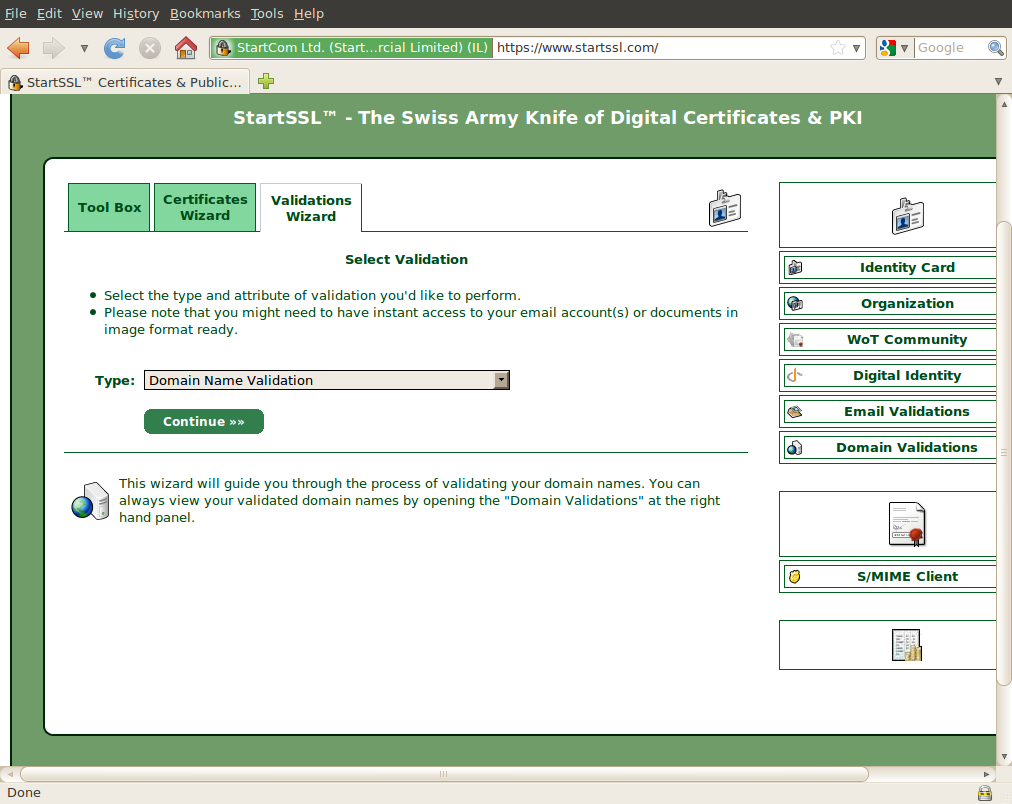 File Edit View History Bookmarks Tools Help
StartCom Ltd. (Start...rcial Limited) (IL) https://www.startssl.com/ Google
StartSSL™ Certificates & Public...
StartSSL™ - The Swiss Army Knife of Digital Certificates & PKI
Tool Box
Certificates
Wizard
Validations
Wizard
Select Validation
Select the type and attribute of validation you'd like to perform.
Please note that you might need to have instant access to your email account(s) or documents in
image format ready.
Type: Domain Name Validation
Continue »»
This wizard will guide you through the process of validating your domain names. You can
always view your validated domain names by opening the "Domain Validations" at the right
hand panel.
Identity Card
Organization
WoT Community
Digital Identity
Email Validations
Domain Validations
S/MIME Client
Done